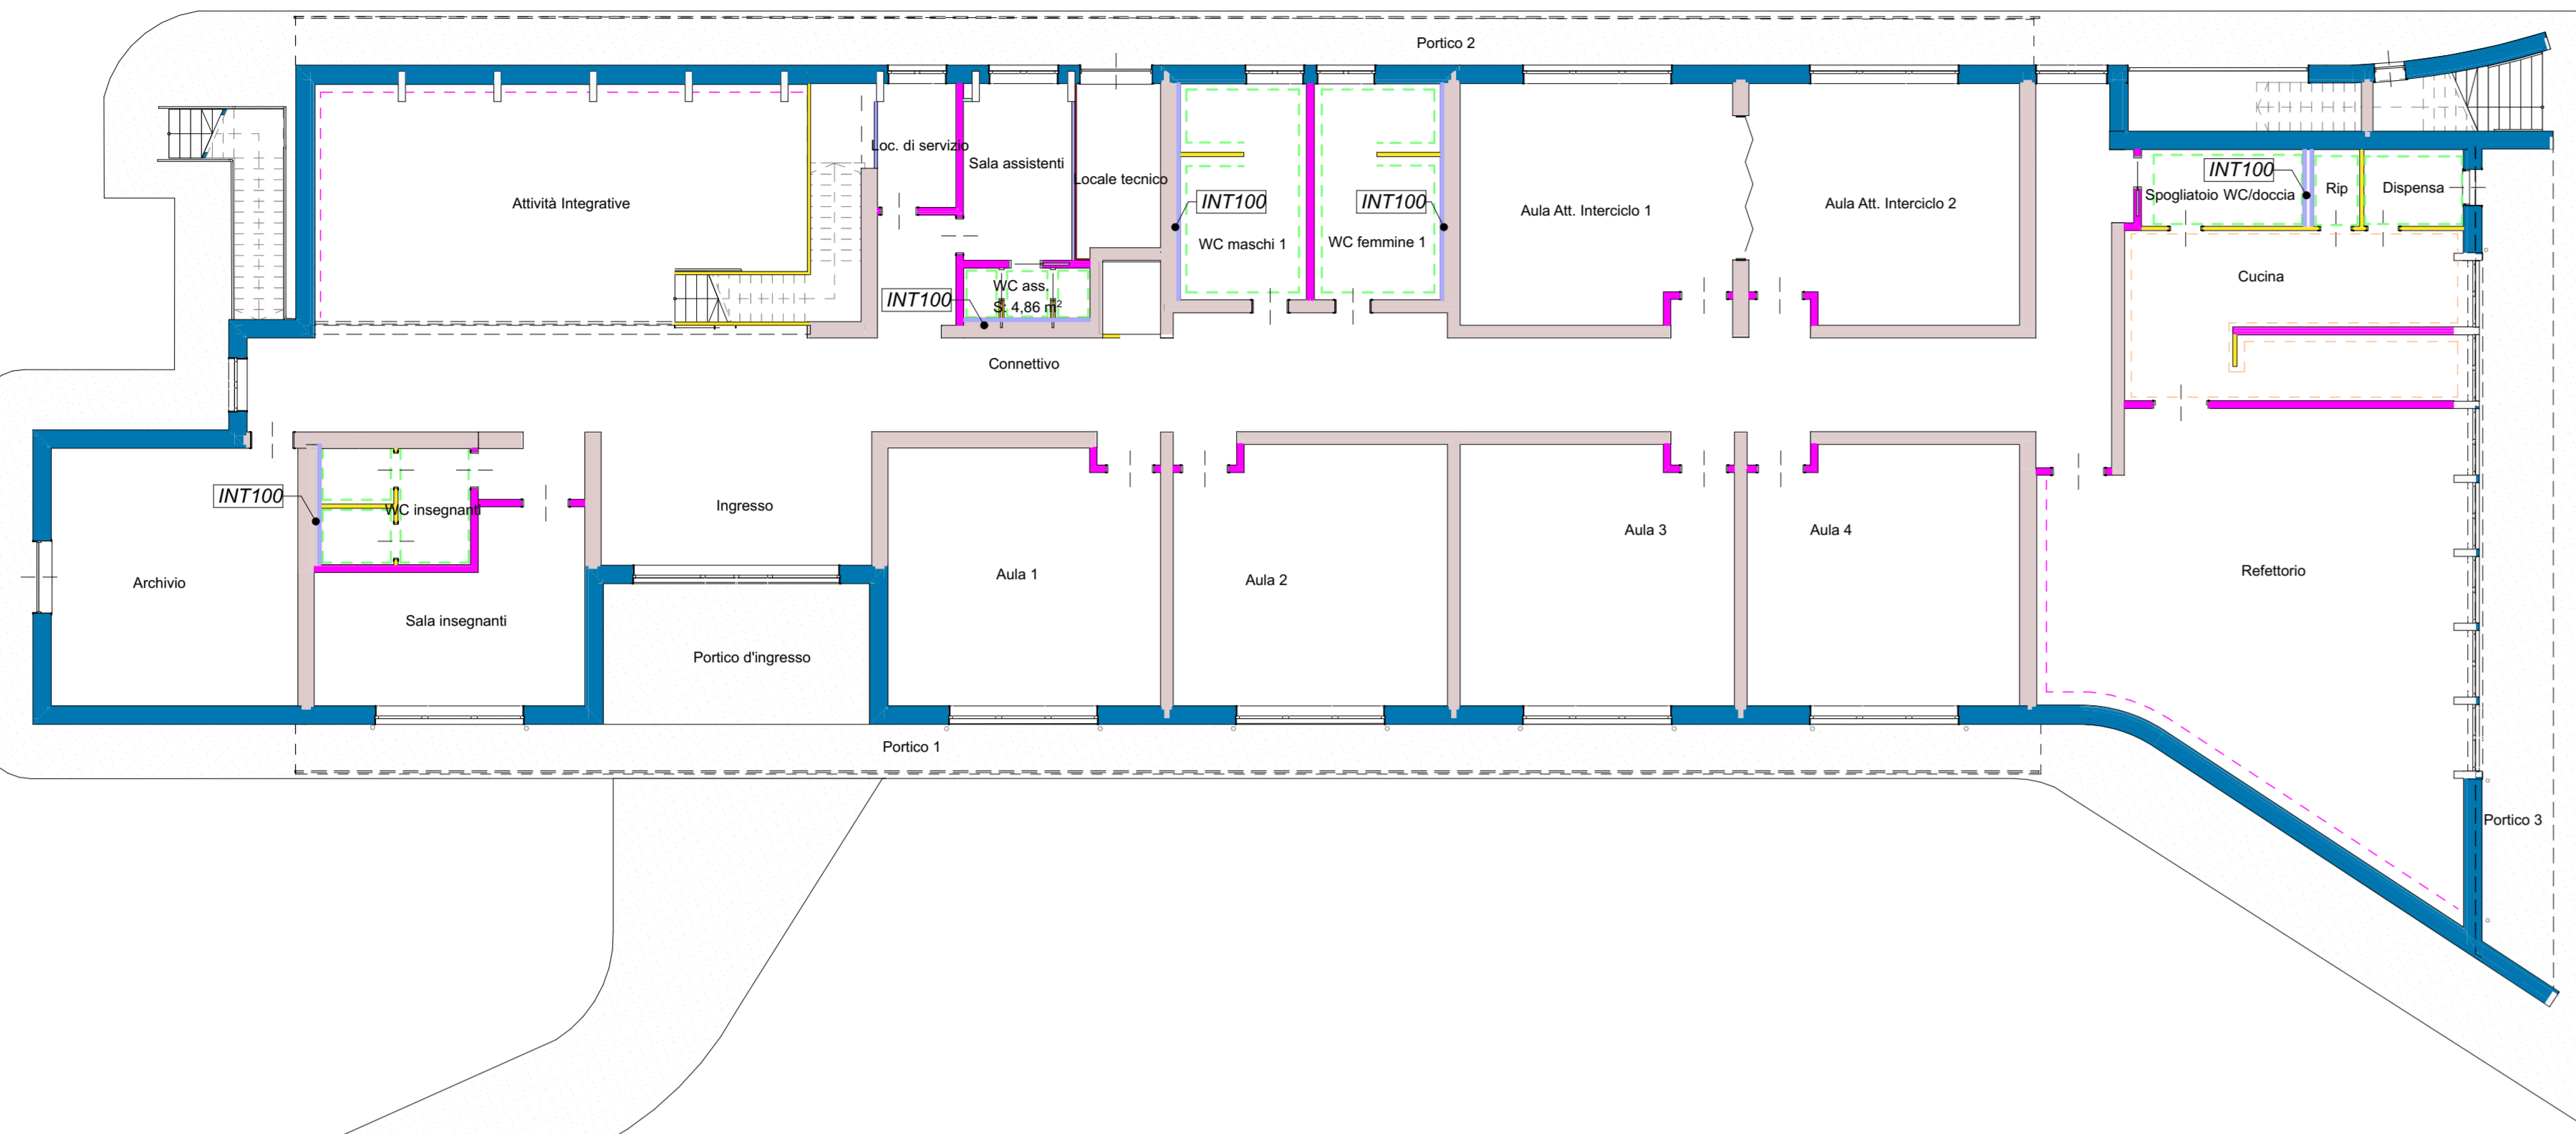 Portico 2
Loc. di servizio
Sala assistenti
Locale tecnico
Attività Integrative
INT100
INT100
INT100
Spogliatoio WC/doccia
Rip
Dispensa
Aula Att. Interciclo 1
Aula Att. Interciclo 2
WC maschi 1
WC femmine 1
Cucina
INT100
WC ass.
S: 4,86 m²
Connettivo
INT100
WC insegnanti
Ingresso
Aula 3
Aula 4
Archivio
Aula 1
Aula 2
Refettorio
Sala insegnanti
Portico d'ingresso
Portico 1
Portico 3